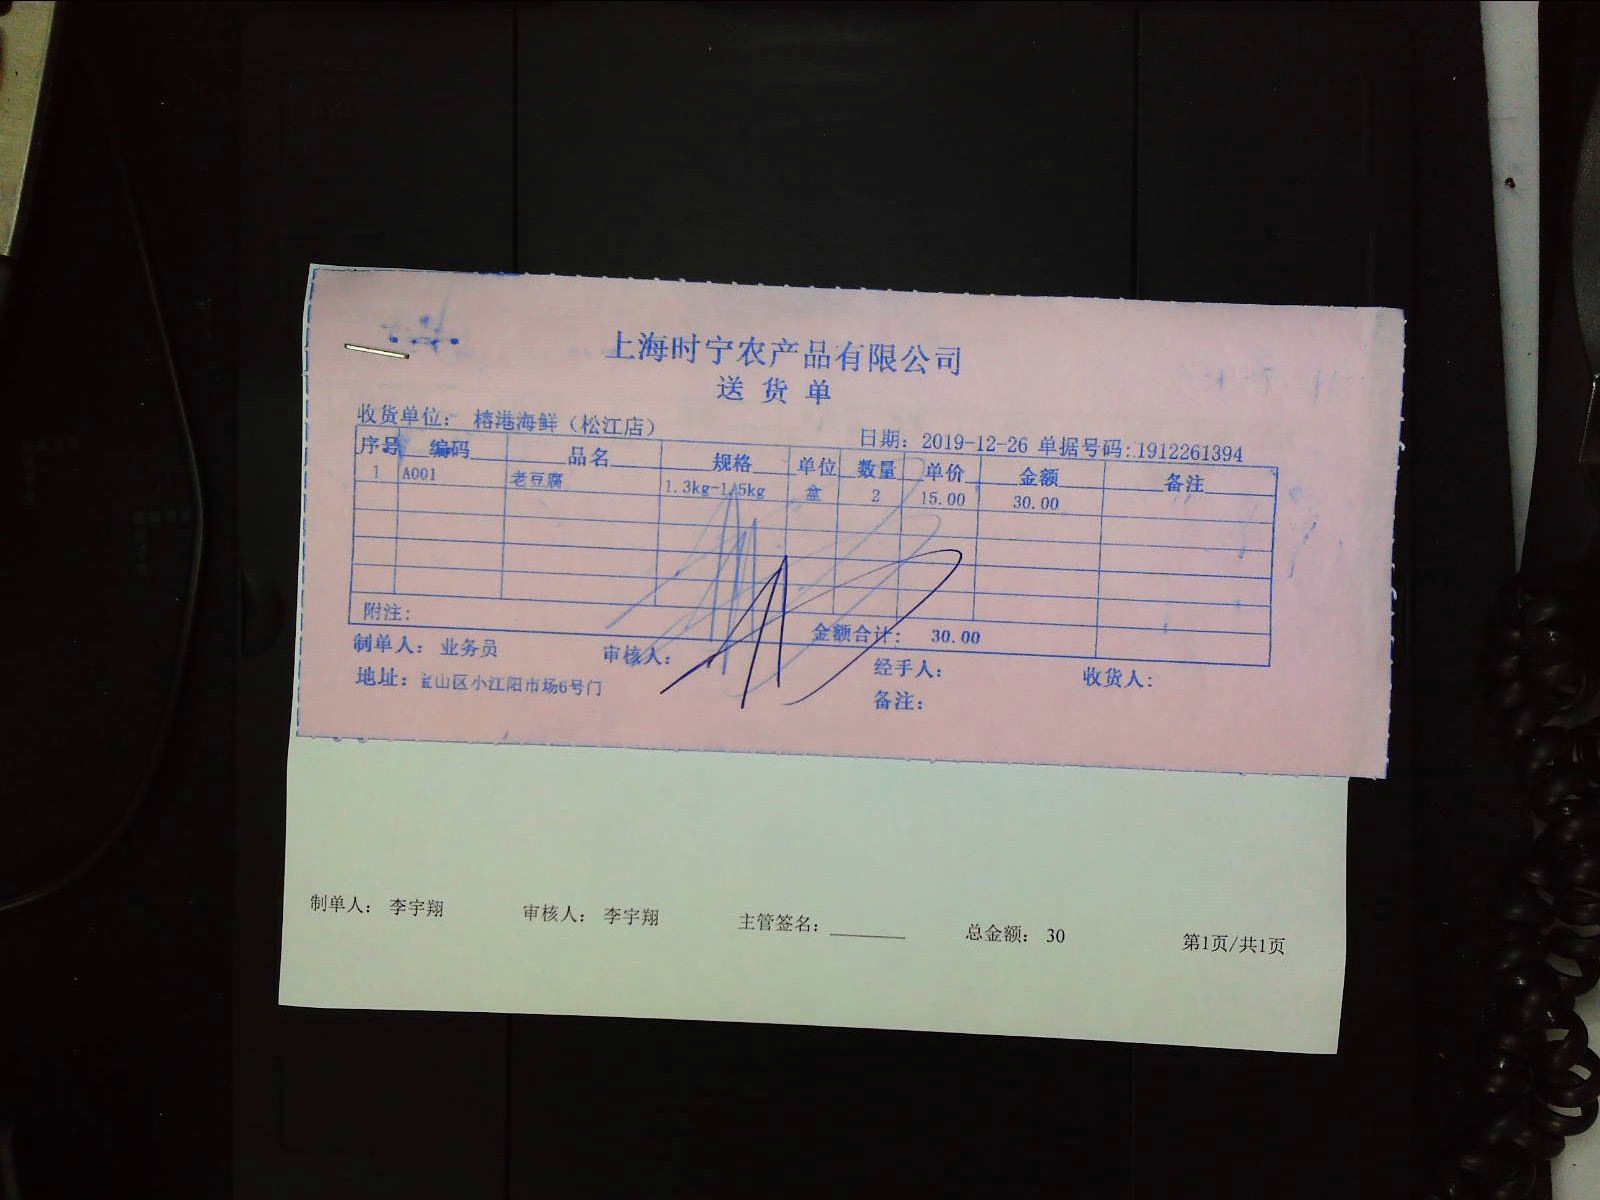 上海时宁农产品有限公司
送货单
收货单位： 榕港海鲜（松江店） 日期：2019-12-26 单据号码：1912261394
序号 编码 品名 规格 单位 数量 单价 金额 备注
1 A001 老豆腐 1.3kg-1.5kg 盒 2 15.00 30.00
附注： 金额合计： 30.00
制单人： 业务员 审核人： 经手人： 收货人：
地址：宝山区小江阳市场6号门 备注：
制单人： 李宇翔 审核人： 李宇翔 主管签名：________ 总金额： 30 第1页/共1页